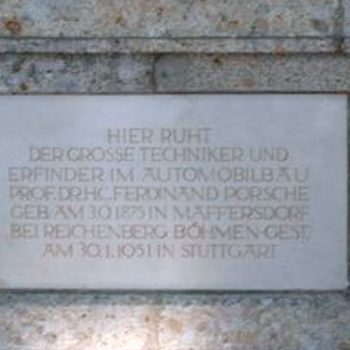 HIER RUHT
DER GROSSE TECHNIKER UND
ERFINDER IM AUTOMOBILBAU
PROF. DR. H.C. FERDINAND PORSCHE
GEB. AM 3.9.1875 IN MAFFERSDORF
BEI REICHENBERG BÖHMEN GEST.
AM 30.1.1951 IN STUTTGART